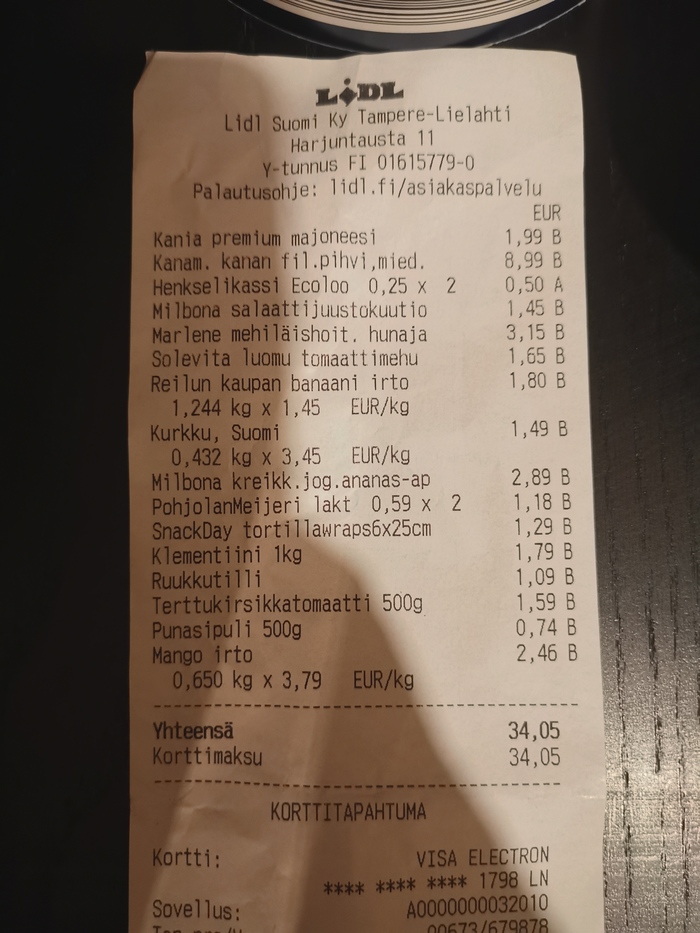 LiDL
Lidl Suomi Ky Tampere-Lielahti
Harjuntausta 11
Y-tunnus FI 01615779-0
Palautusohje: lidl.fi/asiakaspalvelu
EUR
Kania premium majoneesi 1,99 B
Kanam. kanan fil.pihvi,mied. 8,99 B
Henkselikassi Ecoloo 0,25 x 2 0,50 A
Milbona salaattijuustokuutio 1,45 B
Marlene mehiläishoit. hunaja 3,15 B
Solevita luomu tomaattimehu 1,65 B
Reilun kaupan banaani irto 1,80 B
1,244 kg x 1,45 EUR/kg
Kurkku, Suomi 1,49 B
0,432 kg x 3,45 EUR/kg
Milbona kreikk.jog.ananas-ap 2,89 B
PohjolanMeijeri lakt 0,59 x 2 1,18 B
SnackDay tortillawraps6x25cm 1,29 B
Klementiini 1kg 1,79 B
Ruukkutilli 1,09 B
Terttukirsikkatomaatti 500g 1,59 B
Punasipuli 500g 0,74 B
Mango irto 2,46 B
0,650 kg x 3,79 EUR/kg
Yhteensä 34,05
Korttimaksu 34,05
KORTTITAPAHTUMA
Kortti: VISA ELECTRON
**** **** **** 1798 LN
Sovellus: A0000000032010
00673/679878